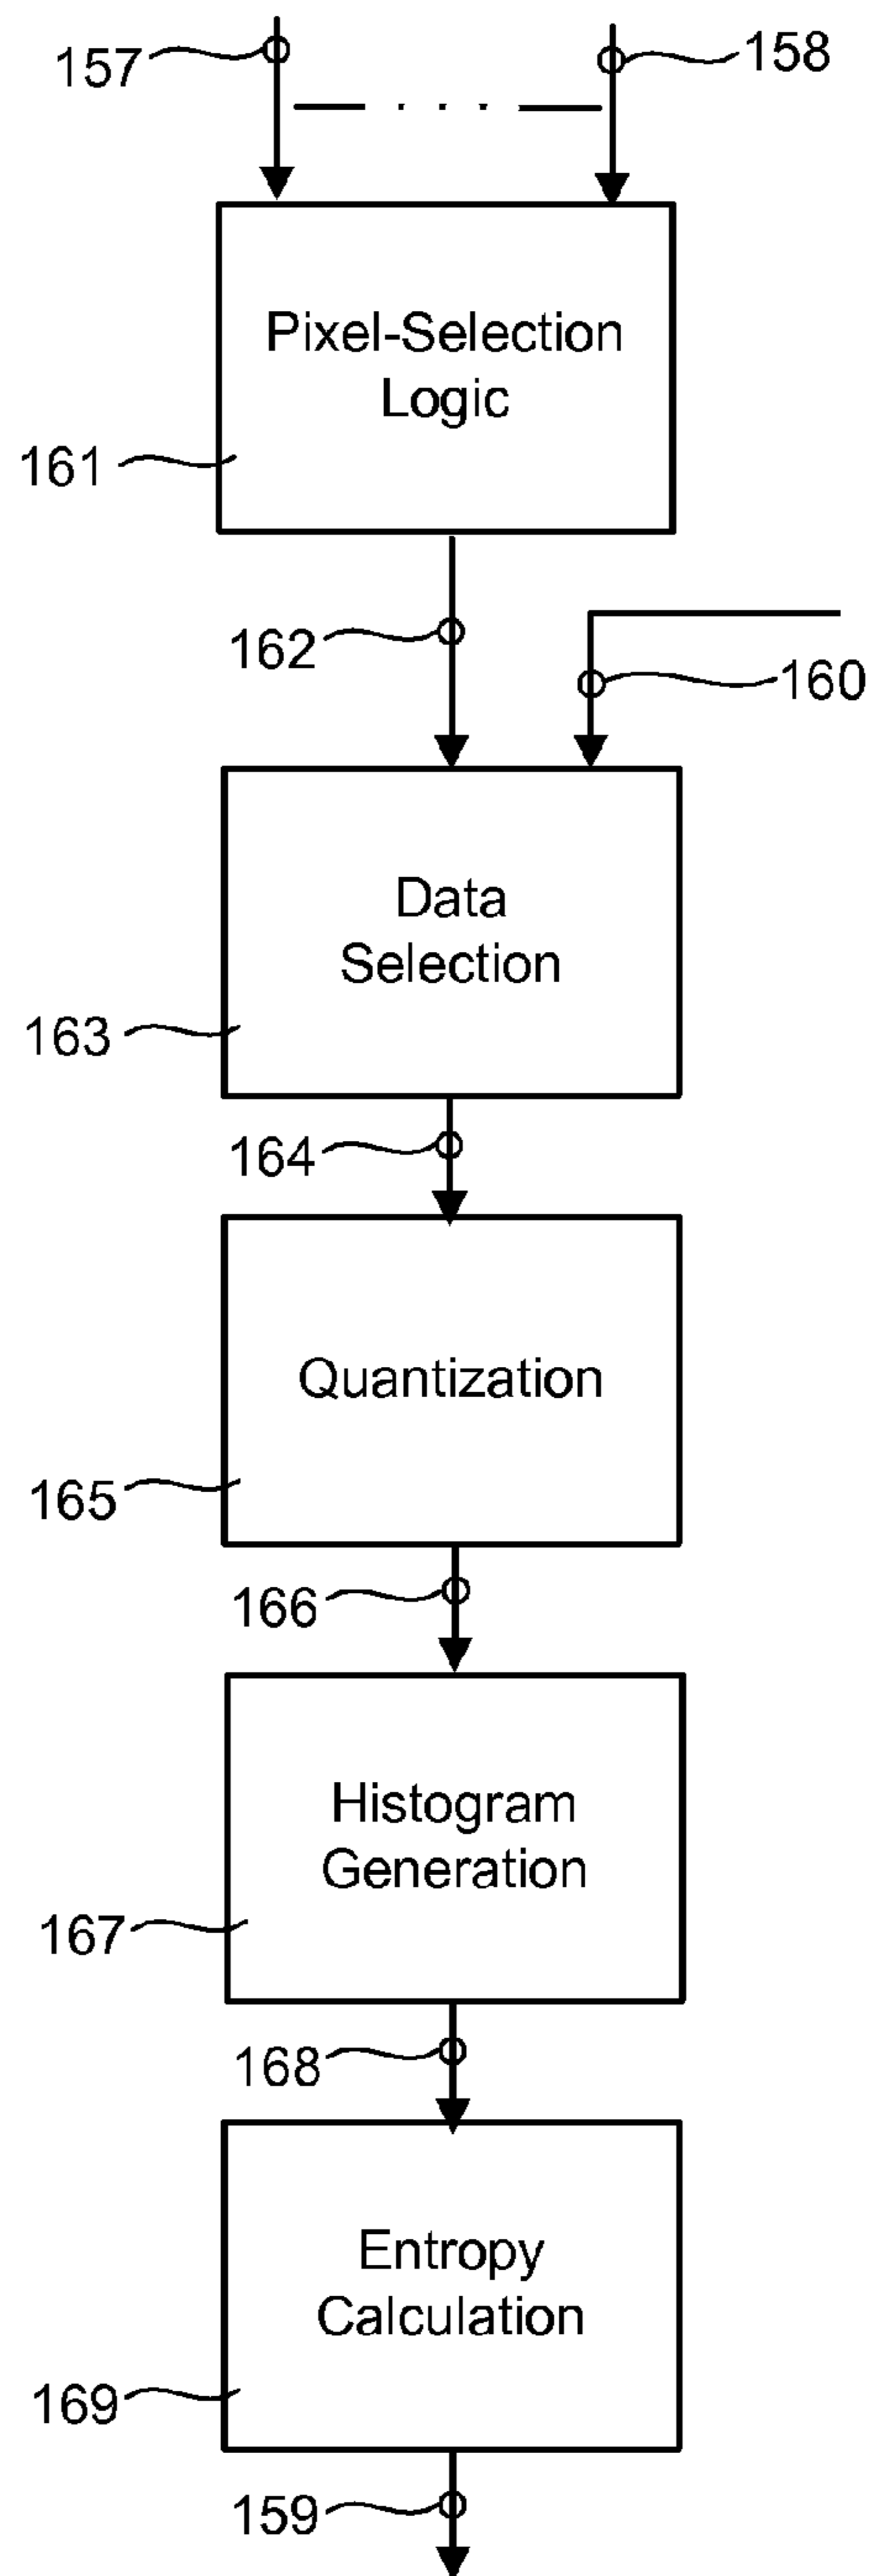 157
158
Pixel-Selection
Logic
161
162
160
Data
Selection
163
164
Quantization
165
166
Histogram
Generation
167
168
Entropy
Calculation
169
159